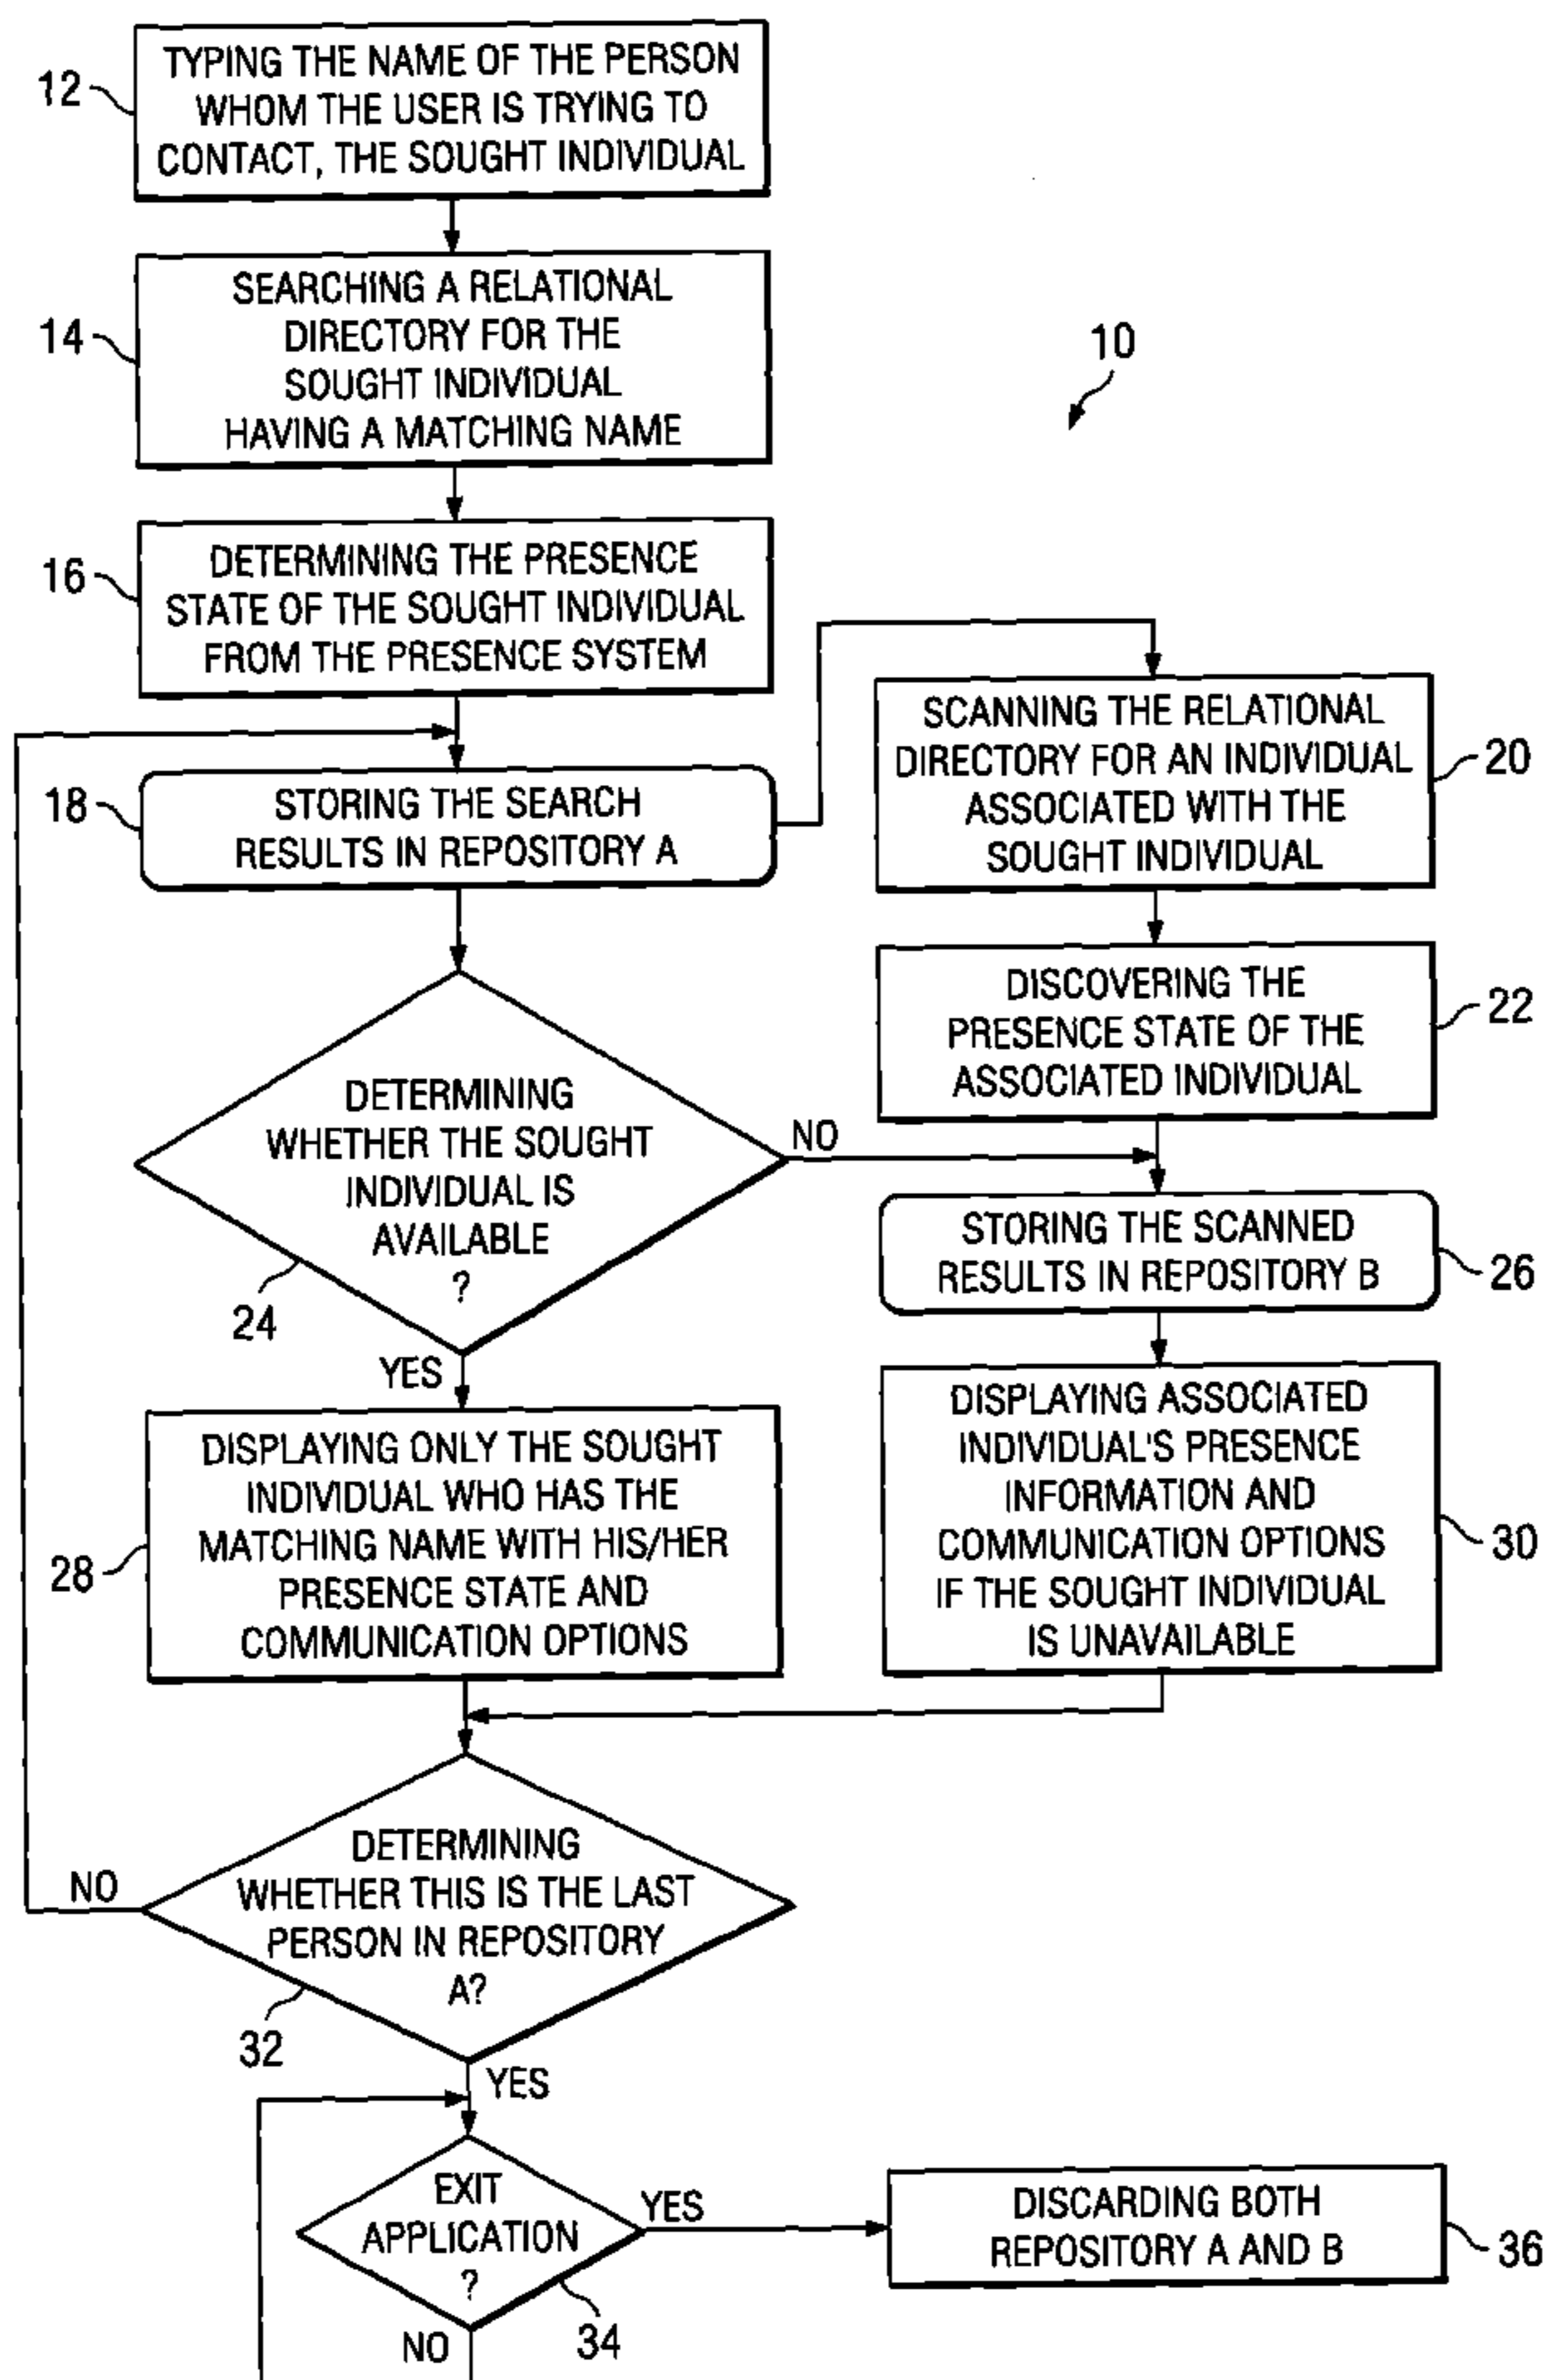 12
TYPING THE NAME OF THE PERSON
WHOM THE USER IS TRYING TO
CONTACT, THE SOUGHT INDIVIDUAL
14
SEARCHING A RELATIONAL
DIRECTORY FOR THE
SOUGHT INDIVIDUAL
HAVING A MATCHING NAME
10
16
DETERMINING THE PRESENCE
STATE OF THE SOUGHT INDIVIDUAL
FROM THE PRESENCE SYSTEM
18
STORING THE SEARCH
RESULTS IN REPOSITORY A
SCANNING THE RELATIONAL
DIRECTORY FOR AN INDIVIDUAL
ASSOCIATED WITH THE
SOUGHT INDIVIDUAL
20
DISCOVERING THE
PRESENCE STATE OF THE
ASSOCIATED INDIVIDUAL
22
DETERMINING
WHETHER THE SOUGHT
INDIVIDUAL IS
AVAILABLE
?
24
NO
YES
STORING THE SCANNED
RESULTS IN REPOSITORY B
26
28
DISPLAYING ONLY THE SOUGHT
INDIVIDUAL WHO HAS THE
MATCHING NAME WITH HIS/HER
PRESENCE STATE AND
COMMUNICATION OPTIONS
DISPLAYING ASSOCIATED
INDIVIDUAL'S PRESENCE
INFORMATION AND
COMMUNICATION OPTIONS
IF THE SOUGHT INDIVIDUAL
IS UNAVAILABLE
30
NO
DETERMINING
WHETHER THIS IS THE LAST
PERSON IN REPOSITORY
A?
32
YES
EXIT
APPLICATION
?
34
YES
NO
DISCARDING BOTH
REPOSITORY A AND B
36